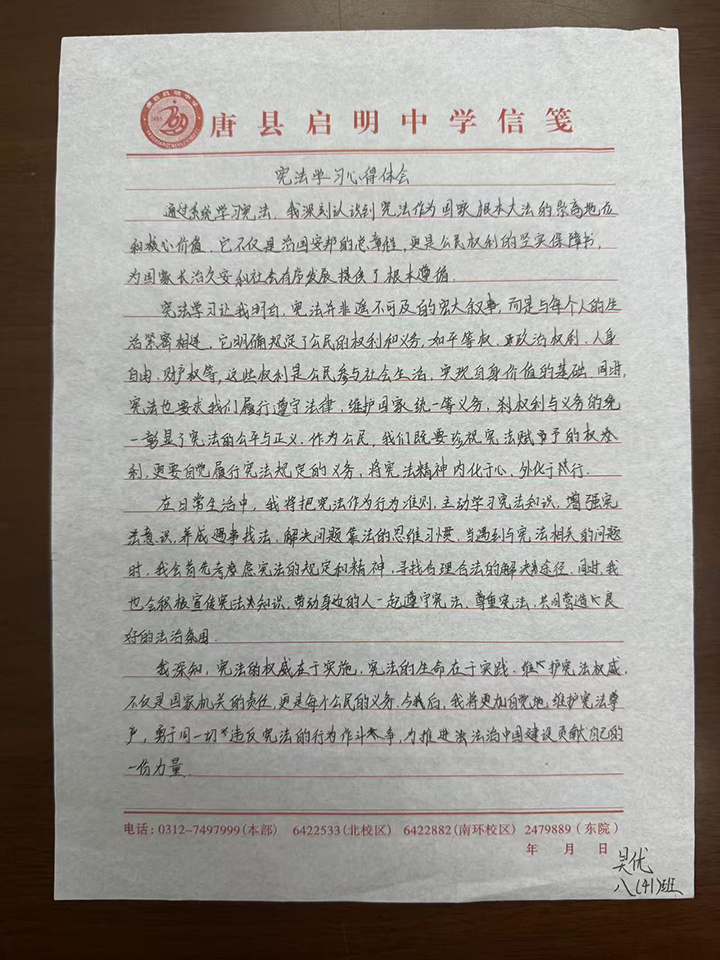 唐县启明中学信笺
宪法学习心得体会
通过系统学习宪法，我深刻认识到宪法作为国家根本大法的崇高地位
和核心价值。它不仅是治国安邦的总章程，更是公民权利的坚实保障书，
为国家长治久安和社会有序发展提供了根本遵循。
宪法学习让我明白，宪法并非遥不可及的宏大叙事，而是与每个人的生
活紧密相连。它明确规定了公民的权利和义务，如平等权、政治权利、人身
自由、财产权等，这些权利是公民参与社会生活、实现自身价值的基础。同时，
宪法也要求我们履行遵守法律、维护国家统一等义务，权利与义务的统
一彰显了宪法的公平与正义。作为公民，我们既要珍视宪法赋予的权
利，更要自觉履行宪法规定的义务，将宪法精神内化于心，外化于行。
在日常生活中，我将把宪法作为行为准则，主动学习宪法知识，增强宪
法意识，养成遇事找法，解决问题靠法的思维习惯。当遇到与宪法相关的问题
时，我会首先考虑宪法的规定和精神，寻找合理合法的解决途径。同时我
也会积极宣传宪法知识，带动身边的人一起遵守宪法，尊重宪法，共同营造良
好的法治氛围。
我深知，宪法的权威在于实施，宪法的生命在于实践。维护宪法权威，
不仅是国家机关的责任，更是每个公民的义务。今后，我将更加自觉地维护宪法尊
严，勇于同一切违反宪法的行为作斗争，为推进法治中国建设贡献自己的
一份力量。
电话:0312-7497999(本部) 6422533(北校区) 6422882(南环校区) 2479889(东院)
年 月 日
吴优
八(41)班